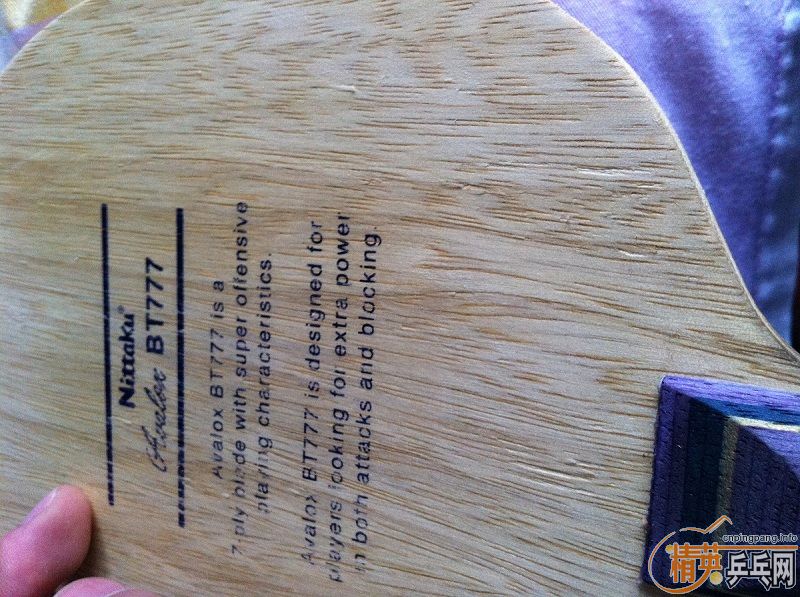 Nittaku®
Avalox BT777
Avalox BT777 is a
7 ply blade with super offensive
playing characteristics.
Avalox BT777 is designed for
players looking for extra power
in both attacks and blocking.
cnpingpang.info
精英乒乓网